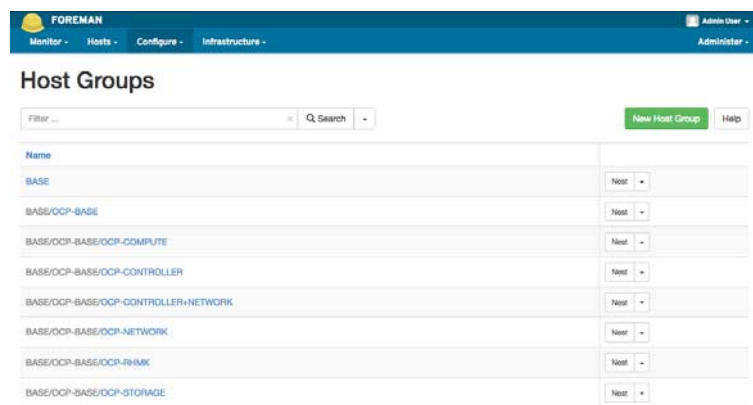 FOREMAN
Admin User
Monitor Hosts Configure Infrastructure Administer
Host Groups
Filter ... × Search New Host Group Help
Name
BASE Nest
BASE/OCP-BASE Nest
BASE/OCP-BASE/OCP-COMPUTE Nest
BASE/OCP-BASE/OCP-CONTROLLER Nest
BASE/OCP-BASE/OCP-CONTROLLER+NETWORK Nest
BASE/OCP-BASE/OCP-NETWORK Nest
BASE/OCP-BASE/OCP-RHMK Nest
BASE/OCP-BASE/OCP-STORAGE Nest